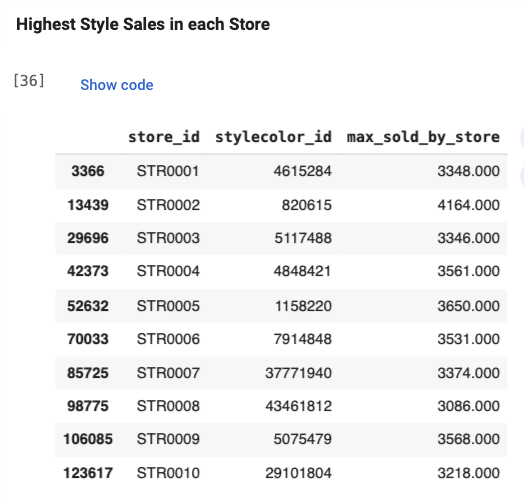 Highest Style Sales in each Store
[36] Show code
store_id stylecolor_id max_sold_by_store
3366 STR0001 4615284 3348.000
13439 STR0002 820615 4164.000
29696 STR0003 5117488 3346.000
42373 STR0004 4848421 3561.000
52632 STR0005 1158220 3650.000
70033 STR0006 7914848 3531.000
85725 STR0007 37771940 3374.000
98775 STR0008 43461812 3086.000
106085 STR0009 5075479 3568.000
123617 STR0010 29101804 3218.000